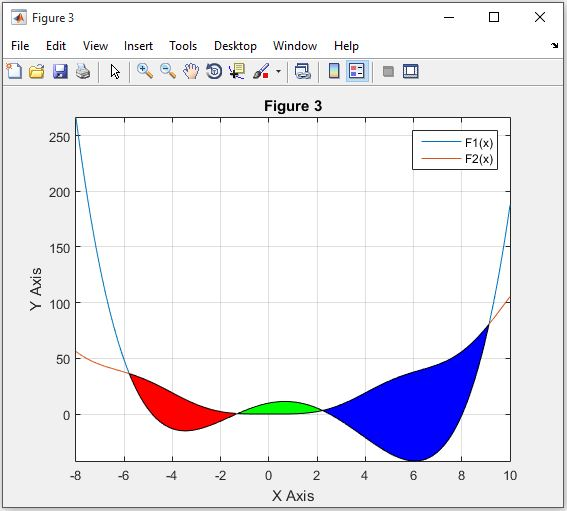 Figure 3
File Edit View Insert Tools Desktop Window Help
Figure 3
F1(x)
F2(x)
250
200
150
100
50
0
Y Axis
-8 -6 -4 -2 0 2 4 6 8 10
X Axis